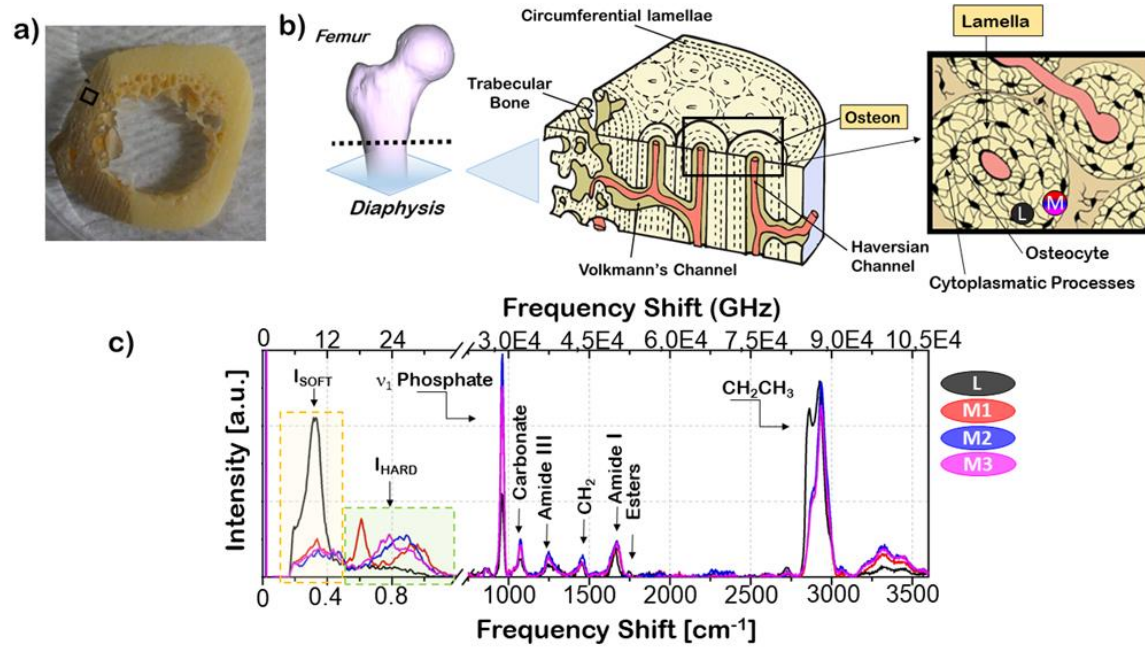 a)
b)
Femur
Diaphysis
Circumferential lamellae
Trabecular
Bone
Osteon
Volkmann's Channel
Haversian
Channel
Lamella
L
M
Osteocyte
Cytoplasmatic Processes
c)
Frequency Shift (GHz)
0 12 24 3,0E4 4,5E4 6,0E4 7,5E4 9,0E4 10,5E4
Intensity [a.u.]
I_SOFT
I_HARD
ν₁ Phosphate
Carbonate
Amide III
CH₂
Amide I
Esters
CH₂CH₃
L
M1
M2
M3
0 0.4 0.8 1000 1500 2000 2500 3000 3500
Frequency Shift [cm⁻¹]